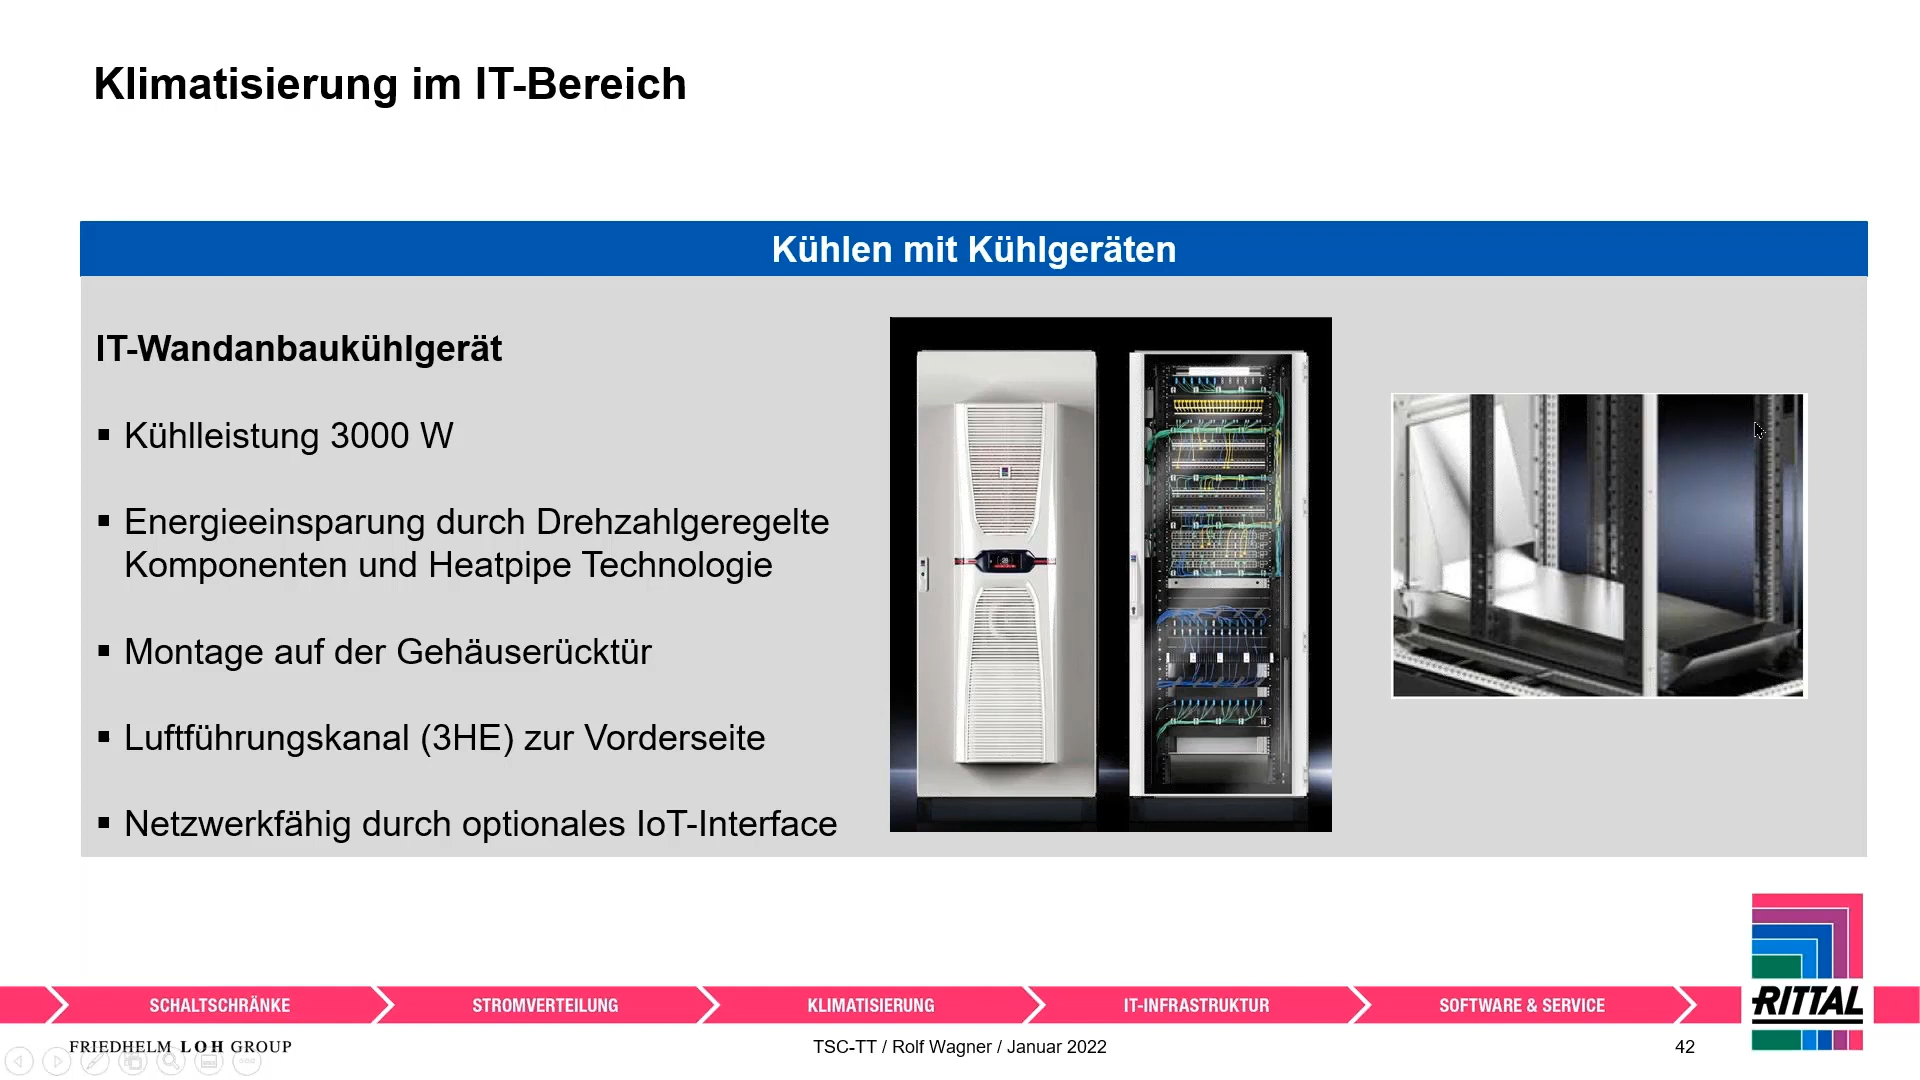 Klimatisierung im IT-Bereich
Kühlen mit Kühlgeräten
IT-Wandanbaukühlgerät
▪ Kühlleistung 3000 W
▪ Energieeinsparung durch Drehzahlgeregelte
Komponenten und Heatpipe Technologie
▪ Montage auf der Gehäuserücktür
▪ Luftführungskanal (3HE) zur Vorderseite
▪ Netzwerkfähig durch optionales IoT-Interface
SCHALTSCHRÄNKE
STROMVERTEILUNG
KLIMATISIERUNG
IT-INFRASTRUKTUR
SOFTWARE & SERVICE
RITTAL
FRIEDHELM LOH GROUP
TSC-TT / Rolf Wagner / Januar 2022
42